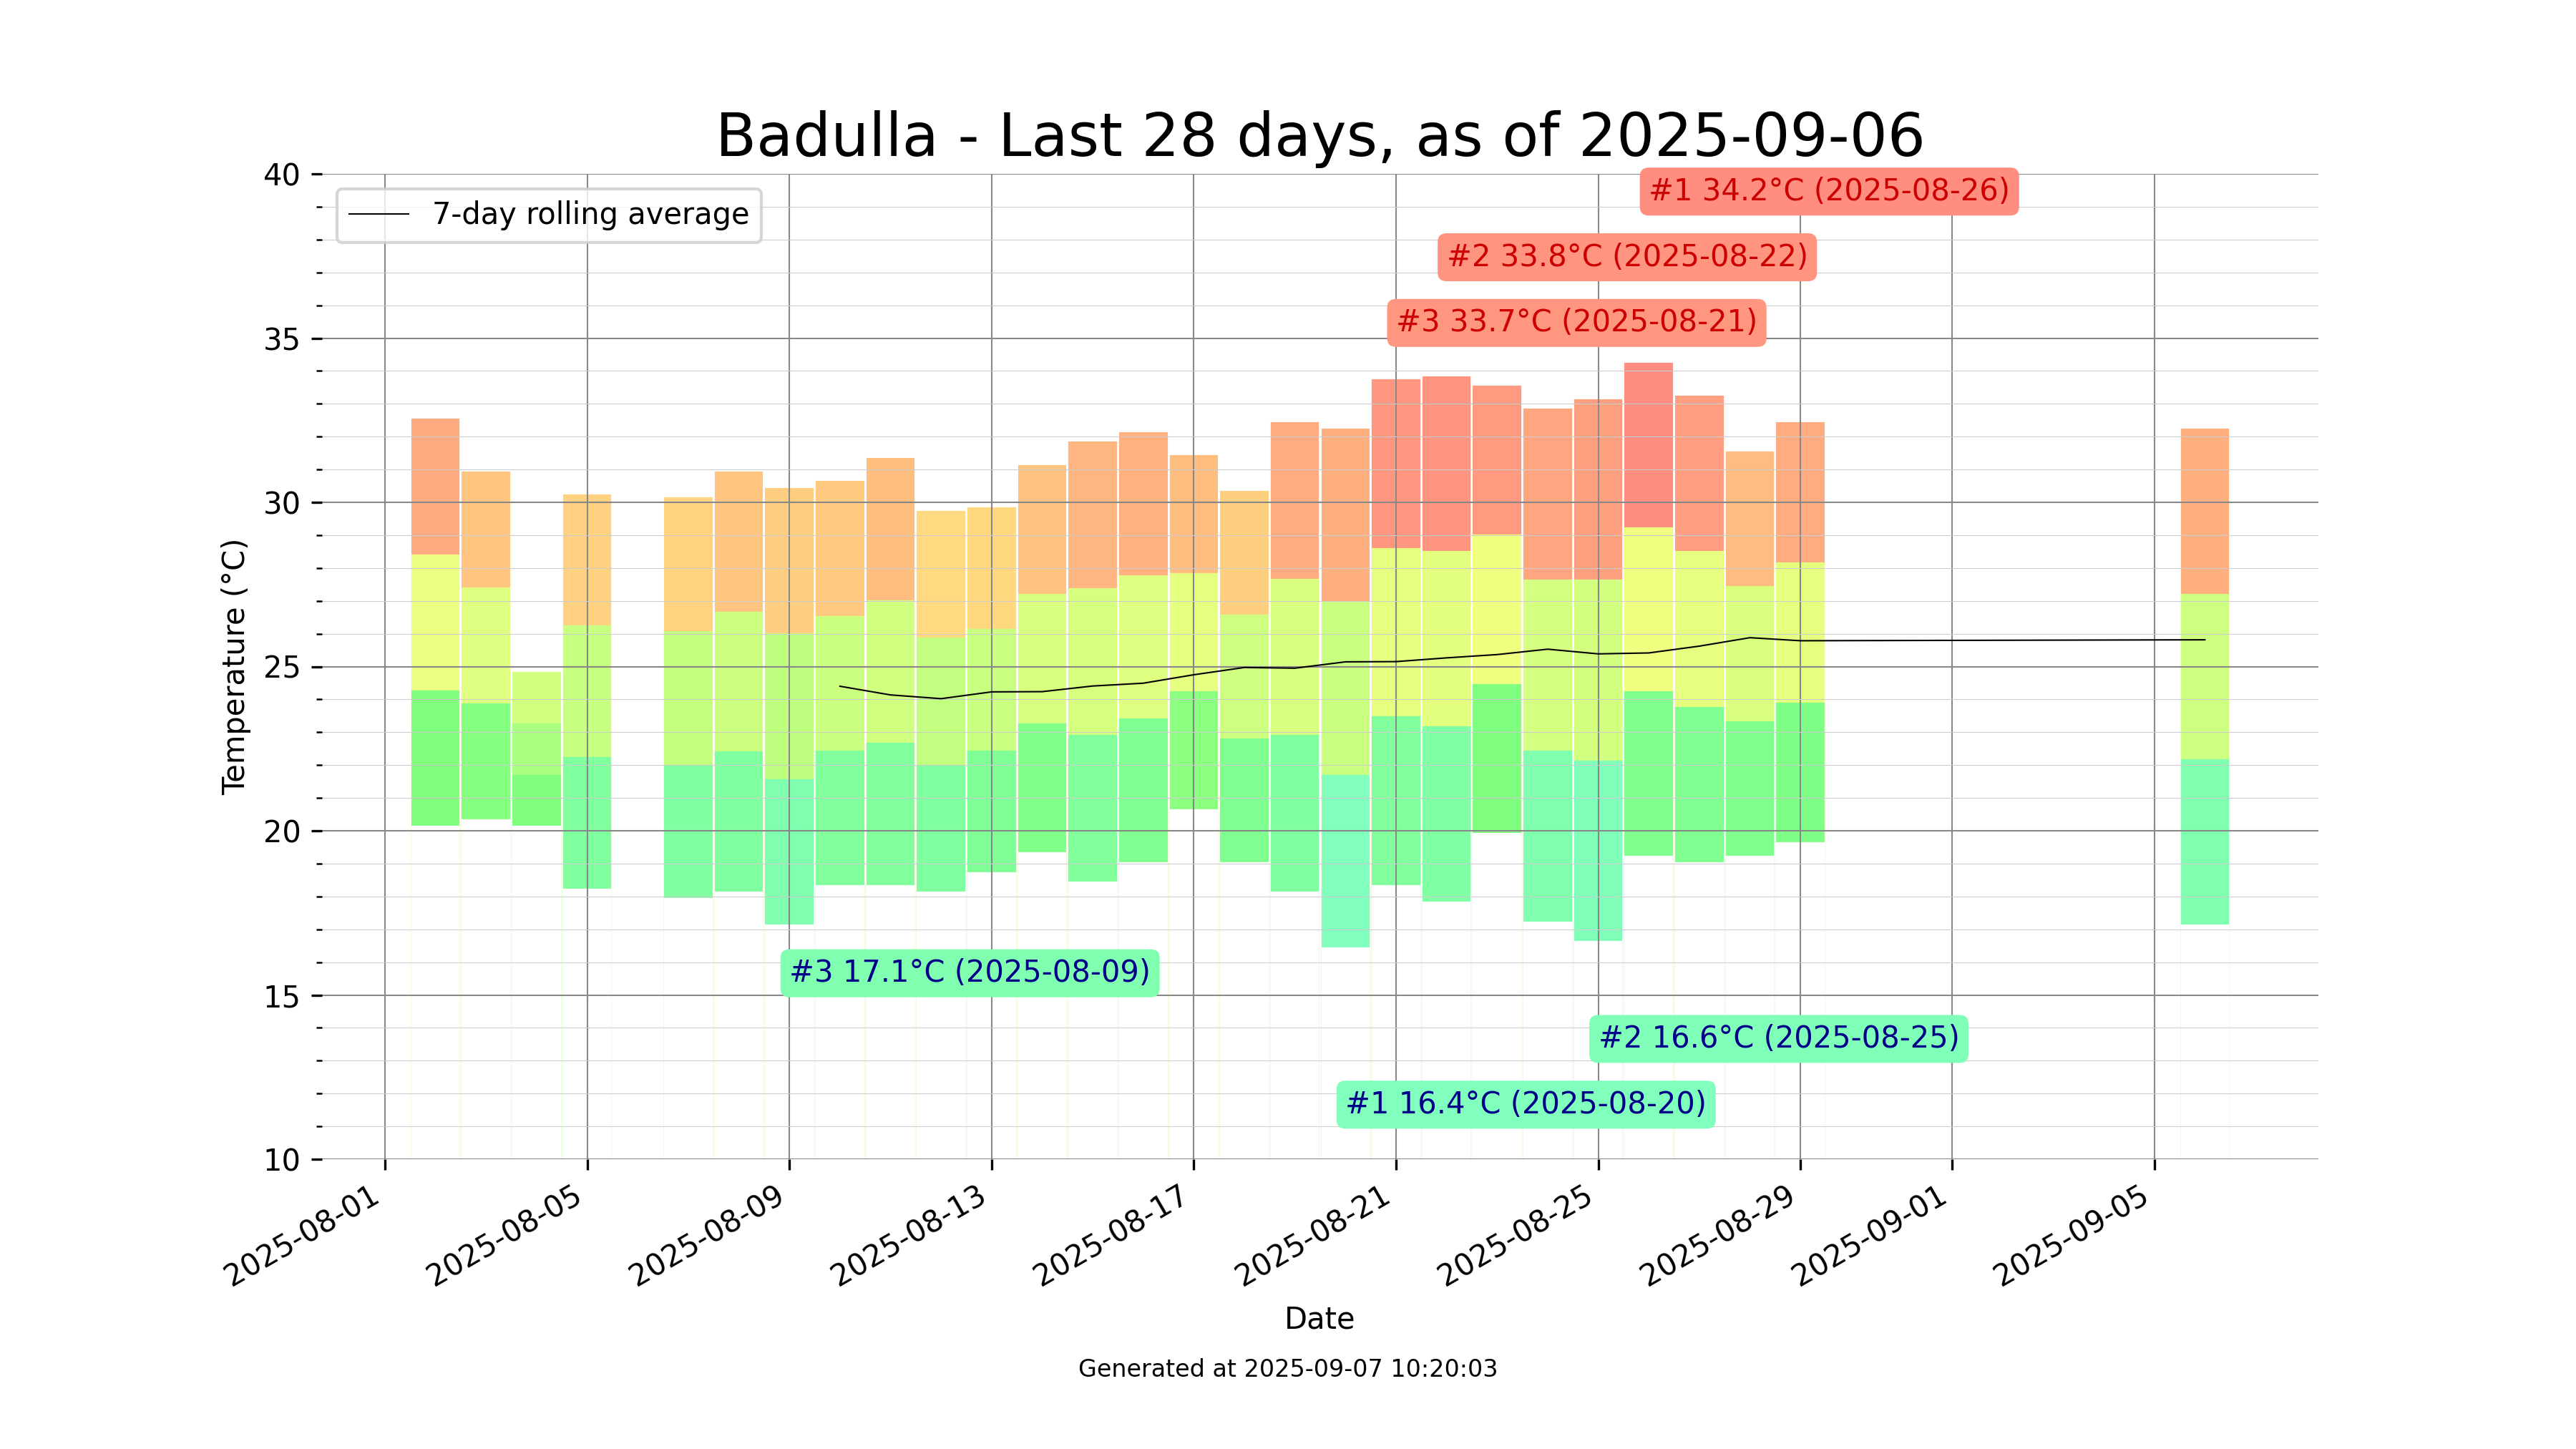 Badulla - Last 28 days, as of 2025-09-06
40
#1 34.2°C (2025-08-26)
7-day rolling average
#2 33.8°C (2025-08-22)
#3 33.7°C (2025-08-21)
35
30
Temperature (°C)
25
20
#3 17.1°C (2025-08-09)
15
#2 16.6°C (2025-08-25)
#1 16.4°C (2025-08-20)
10
2025-08-01
2025-08-05
2025-08-09
2025-08-13
2025-08-17
2025-08-21
2025-08-25
2025-08-29
2025-09-01
2025-09-05
Date
Generated at 2025-09-07 10:20:03